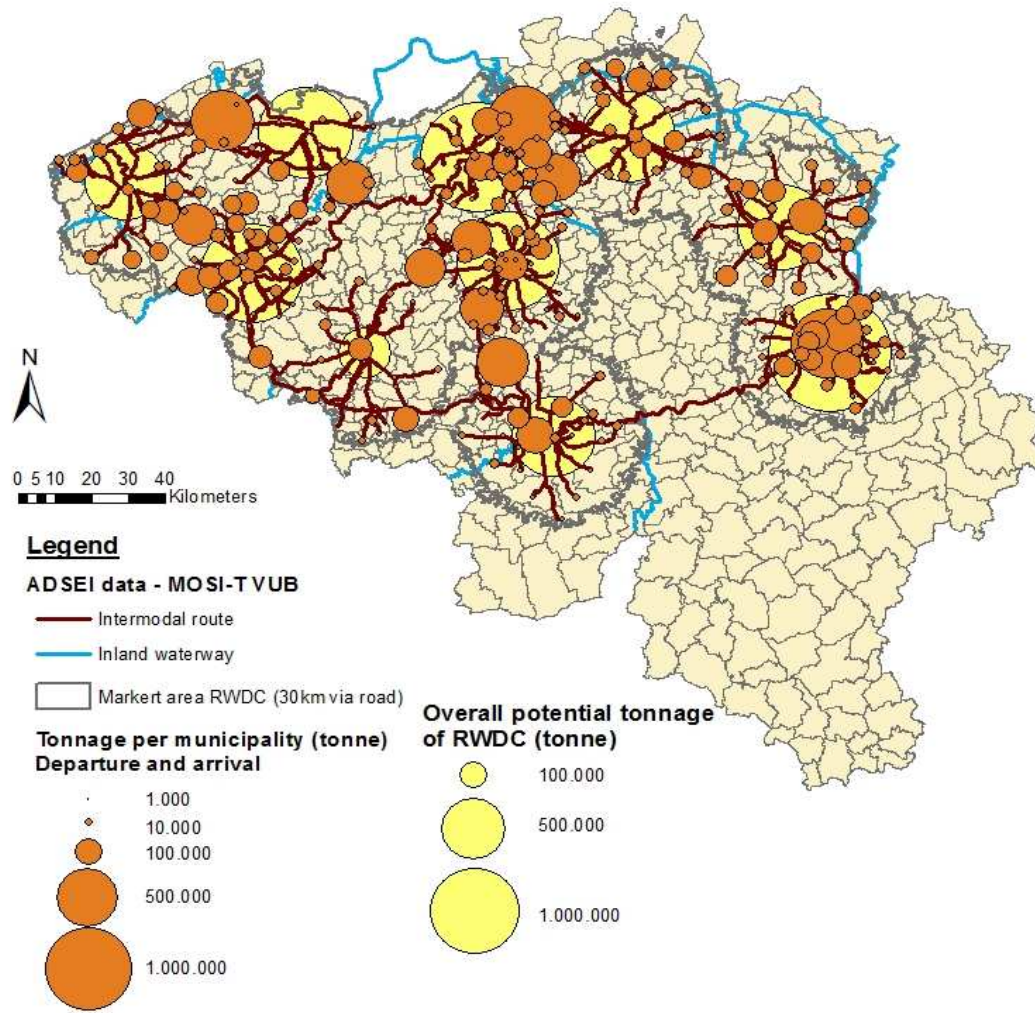 N
0 5 10 20 30 40
Kilometers
Legend
ADSEI data - MOSI-TVUB
Intermodal route
Inland waterway
Markert area RWDC (30km via road)
Tonnage per municipality (tonne)
Departure and arrival
1.000
10.000
100.000
500.000
1.000.000
Overall potential tonnage
of RWDC (tonne)
100.000
500.000
1.000.000